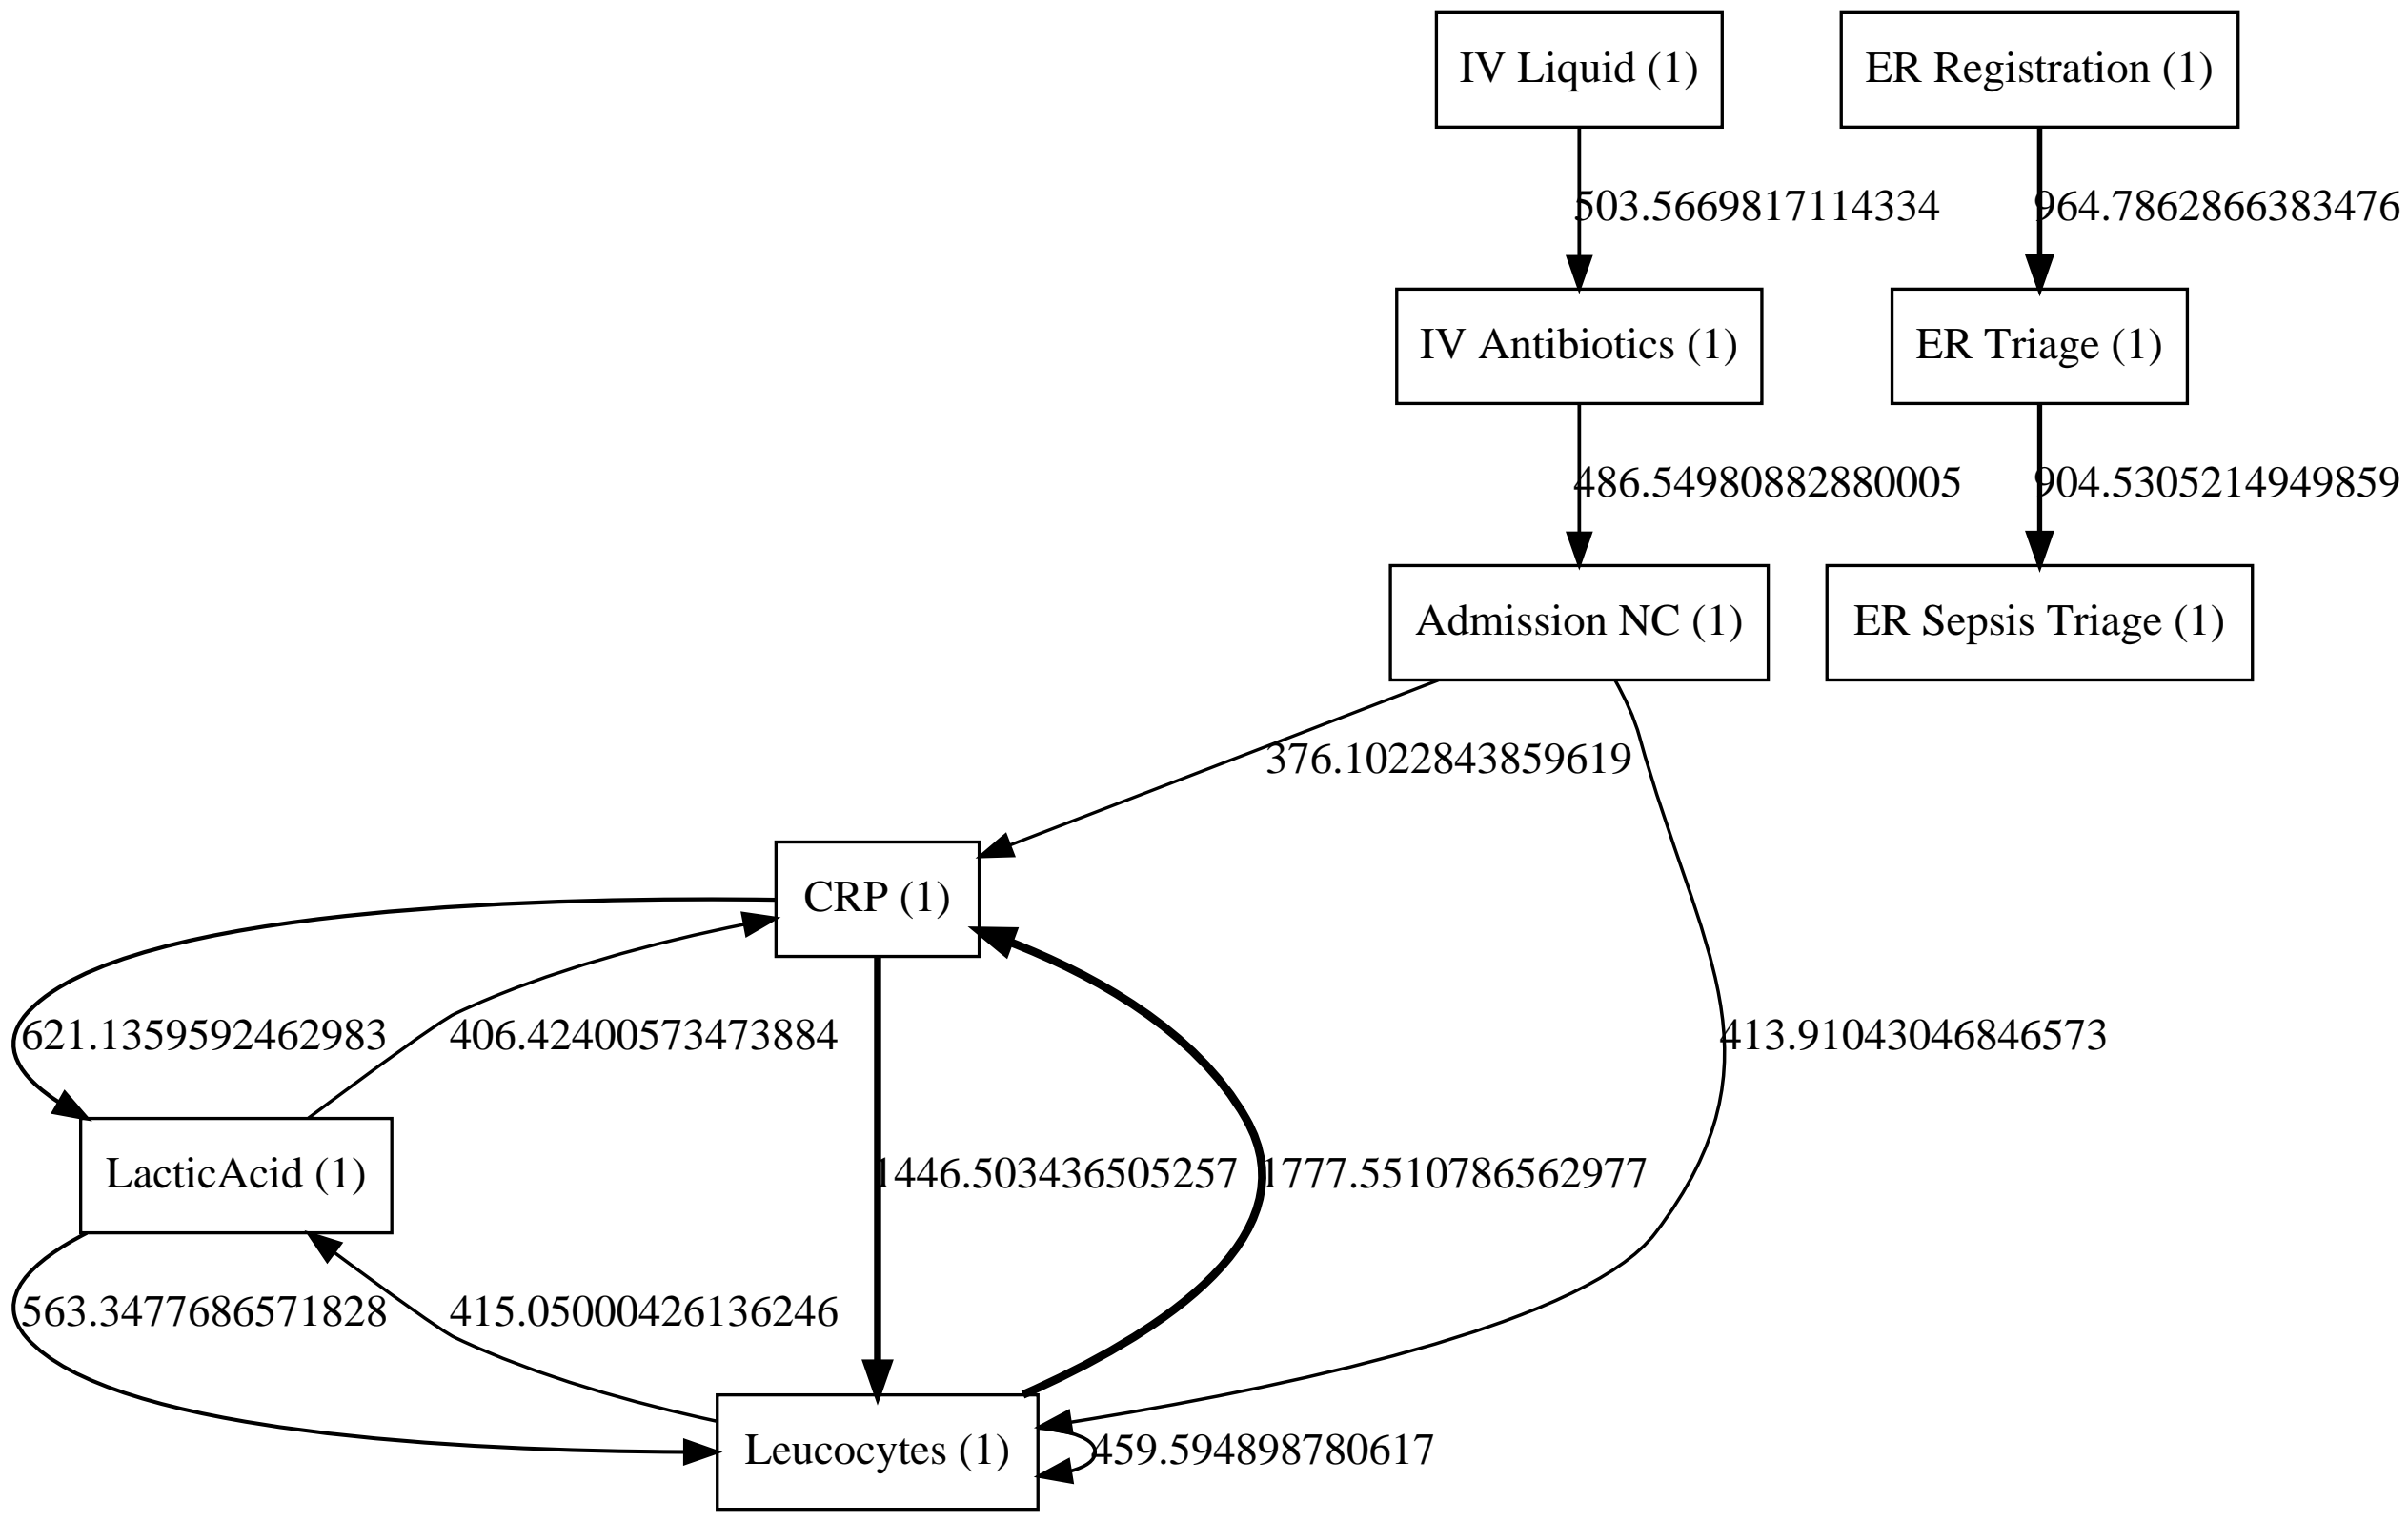 IV Liquid (1)
ER Registration (1)
503.5669817114334
964.7862866383476
IV Antibiotics (1)
ER Triage (1)
486.54980882880005
904.5305214949859
Admission NC (1)
ER Sepsis Triage (1)
376.1022843859619
CRP (1)
621.1359592462983
406.42400573473884
413.91043046846573
LacticAcid (1)
1446.503436505257
1777.5510786562977
563.3477686571828
415.05000426136246
Leucocytes (1)
459.594898780617